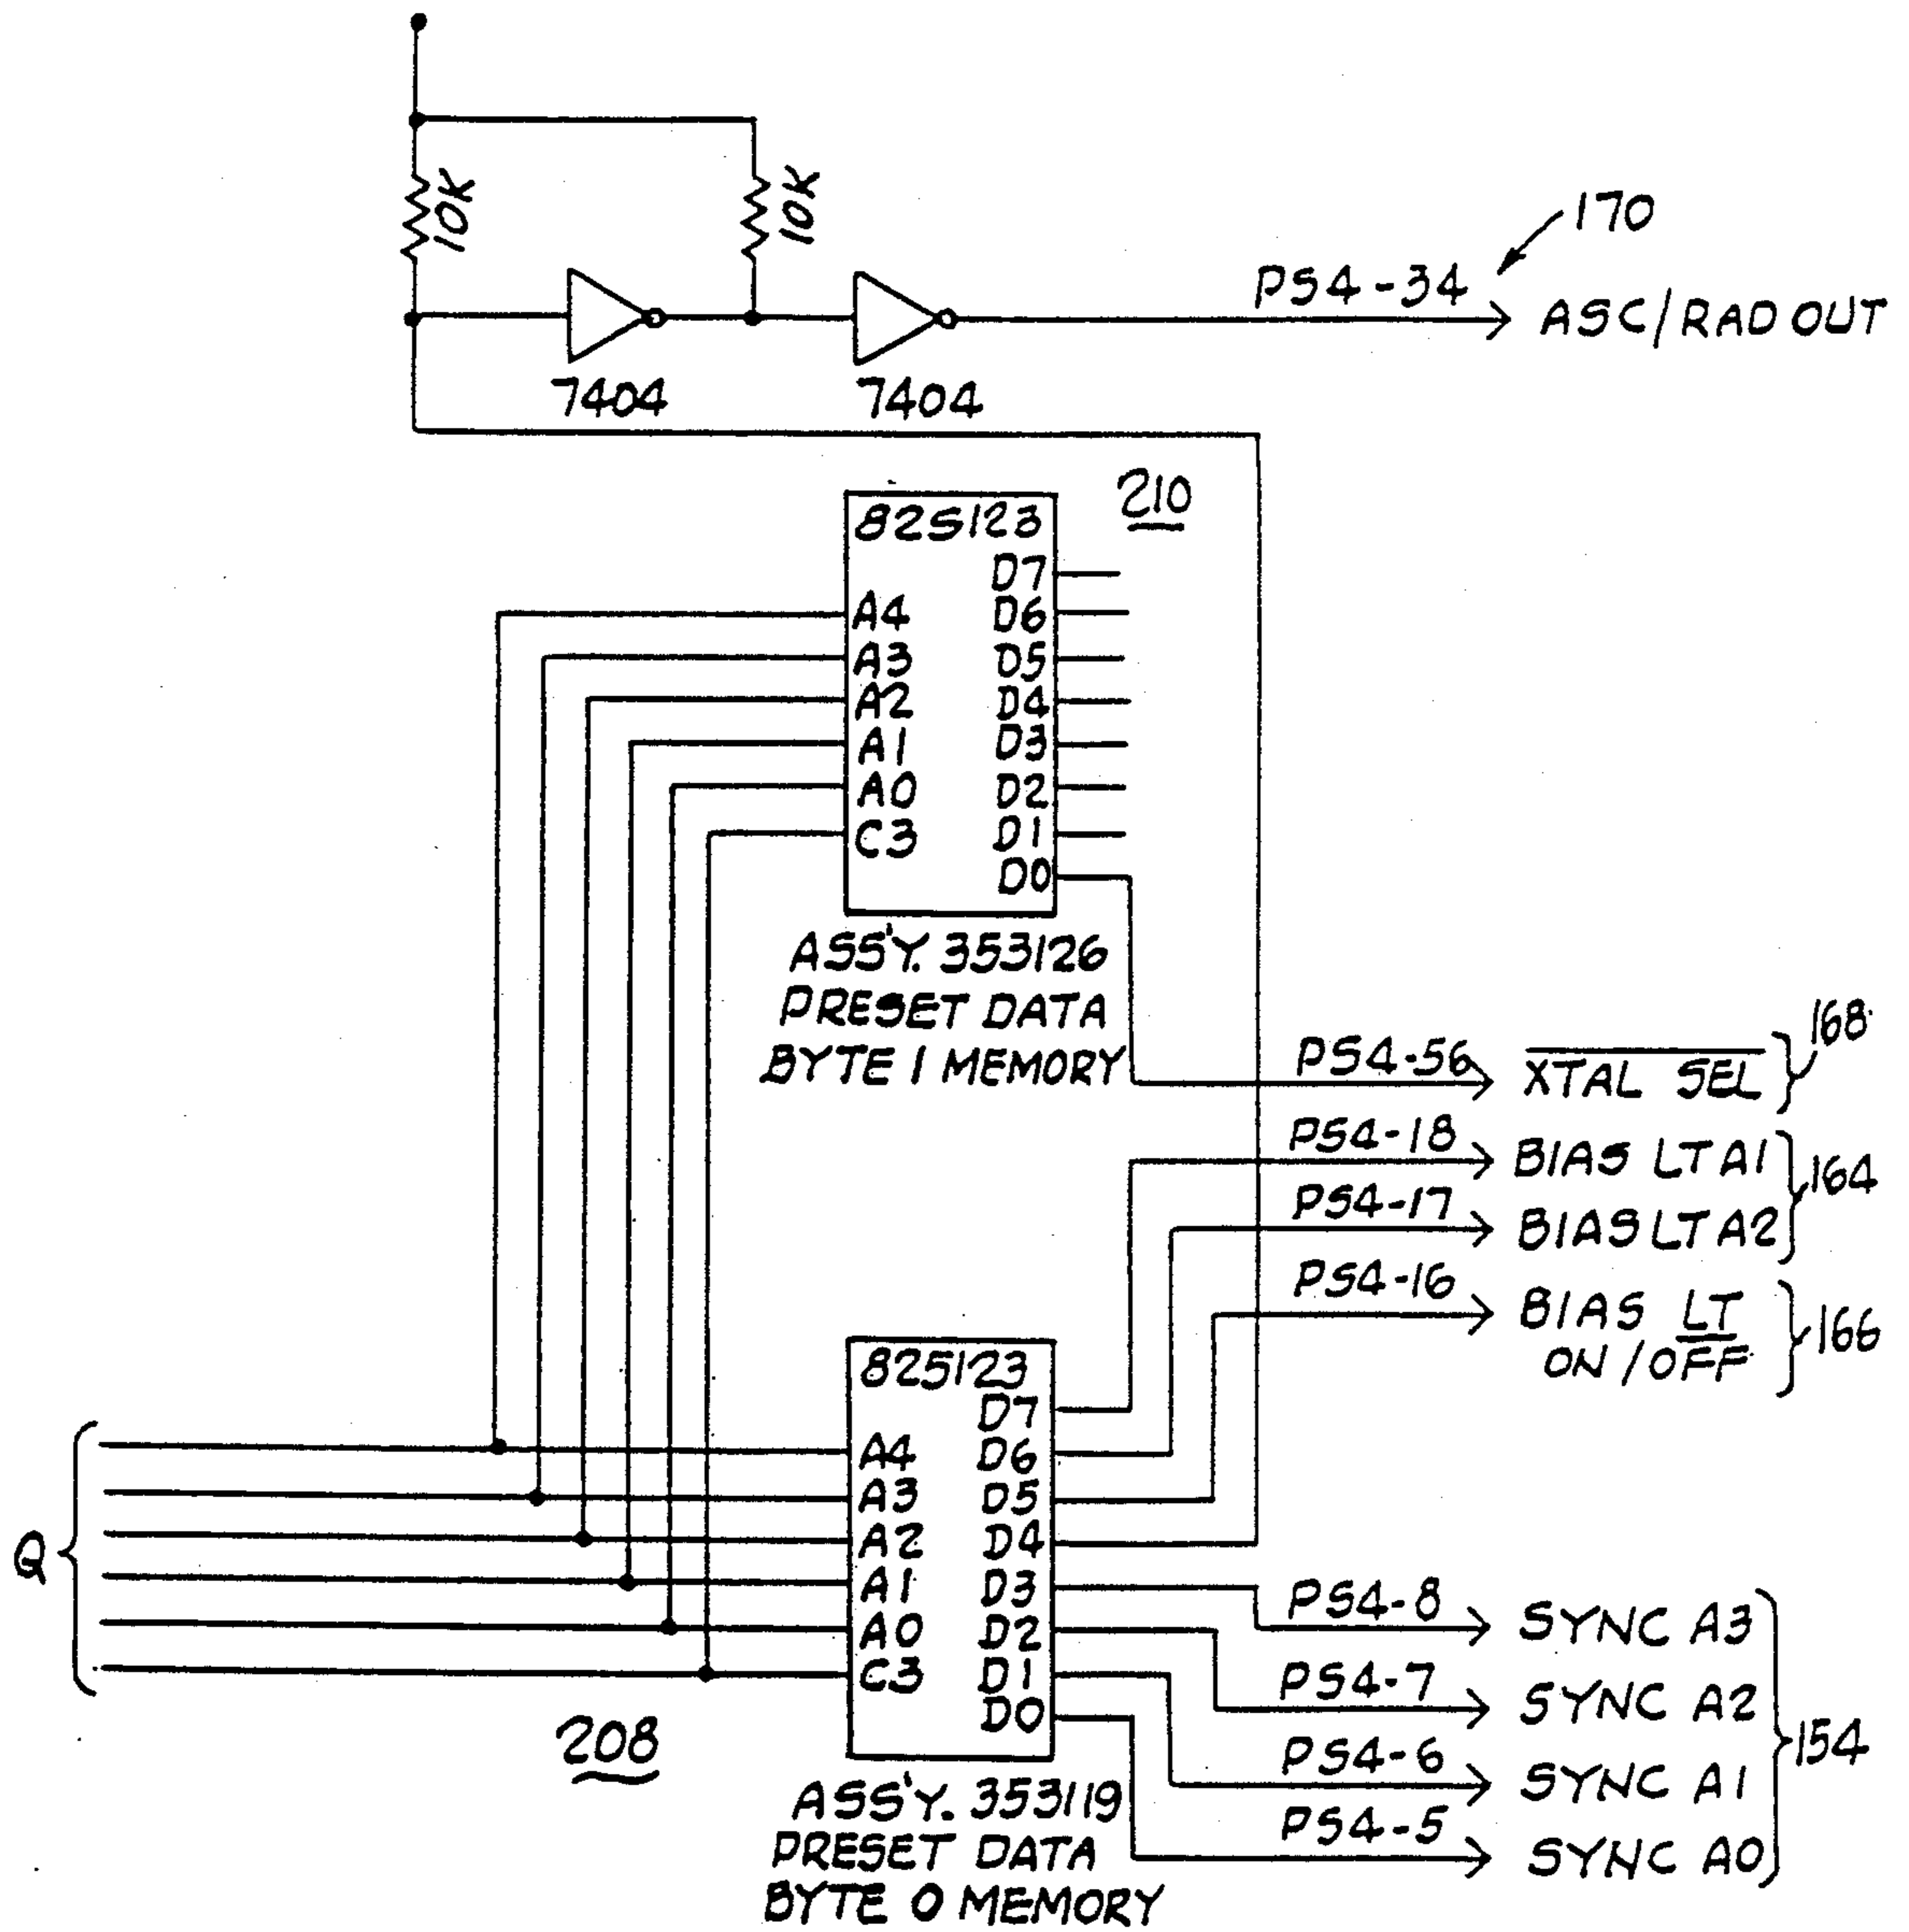 10K
10K
170
PS4-34
ASC/RAD OUT
7404
7404
210
82S123
D7
A4 D6
A3 D5
A2 D4
A1 D3
A0 D2
C3 D1
D0
ASS'Y. 353126
PRESET DATA
BYTE 1 MEMORY
PS4-56 XTAL SEL 168
PS4-18 BIAS LT A1
164
PS4-17 BIAS LT A2
PS4-16 BIAS LT
ON/OFF 166
82S123
D7
A4 D6
A3 D5
Q A2 D4
A1 D3
A0 D2
C3 D1
D0
PS4-8 SYNC A3
PS4-7 SYNC A2
154
PS4-6 SYNC A1
PS4-5 SYNC A0
208
ASS'Y. 353119
PRESET DATA
BYTE 0 MEMORY